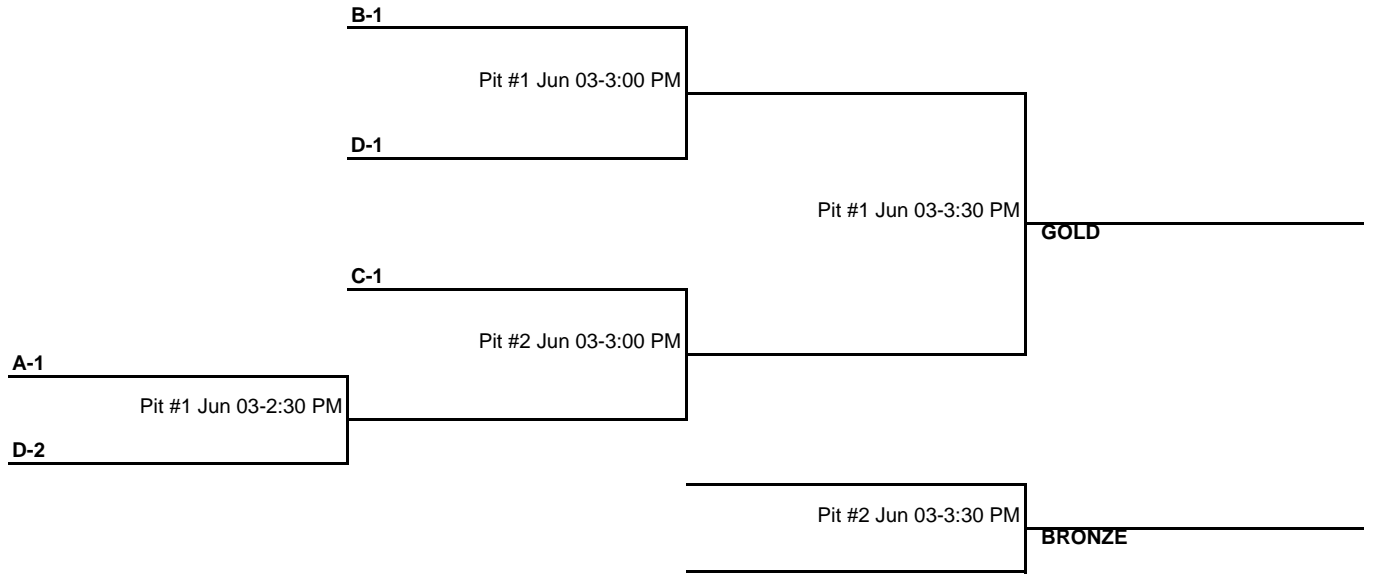 B-1
Pit #1 Jun 03-3:00 PM
D-1
Pit #1 Jun 03-3:30 PM
GOLD
C-1
Pit #2 Jun 03-3:00 PM
A-1
Pit #1 Jun 03-2:30 PM
D-2
Pit #2 Jun 03-3:30 PM
BRONZE